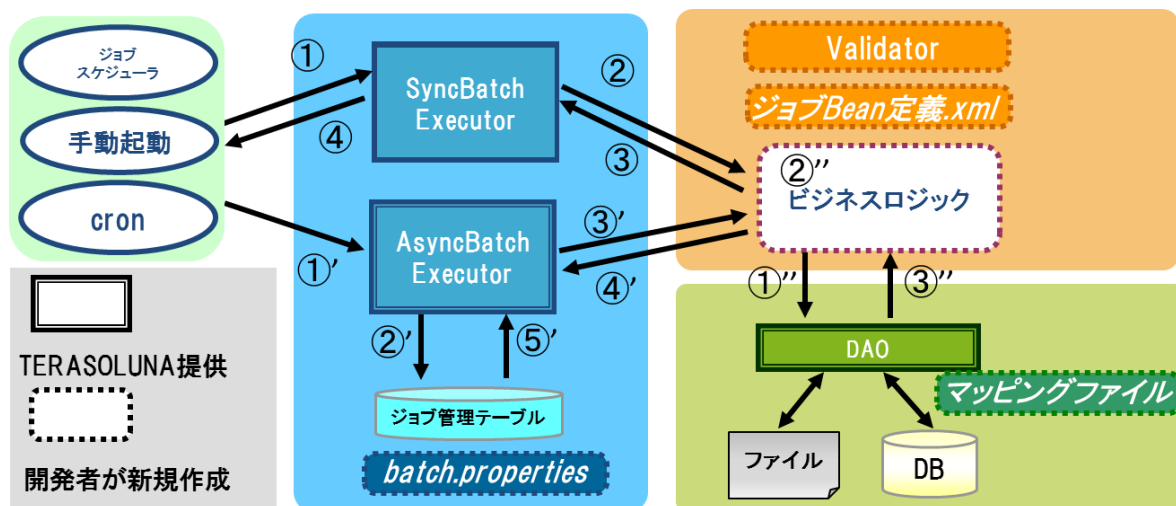 ジョブ
スケジューラ
手動起動
cron
①
④
①’
TERASOLUNA提供
開発者が新規作成
SyncBatch
Executor
AsyncBatch
Executor
②’
⑤’
ジョブ管理テーブル
batch.properties
②
③
③’
④’
Validator
ジョブBean定義.xml
②’’
ビジネスロジック
①’’
③’’
DAO
マッピングファイル
ファイル
DB